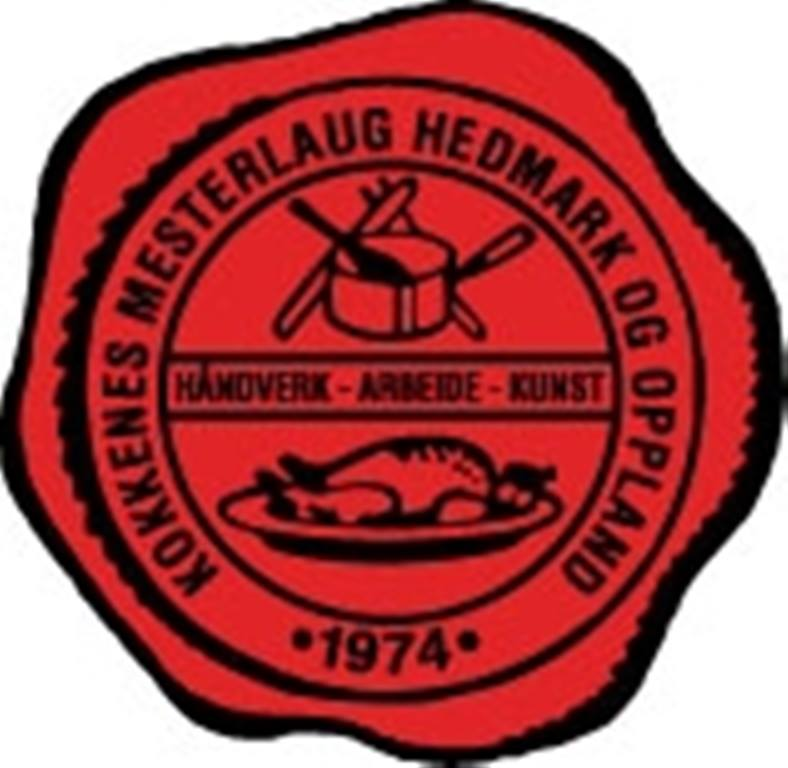 KOKKENES MESTERLAUG HEDMARK OG OPPLAND
HÅNDVERK - ARBEIDE - KUNST
•1974•